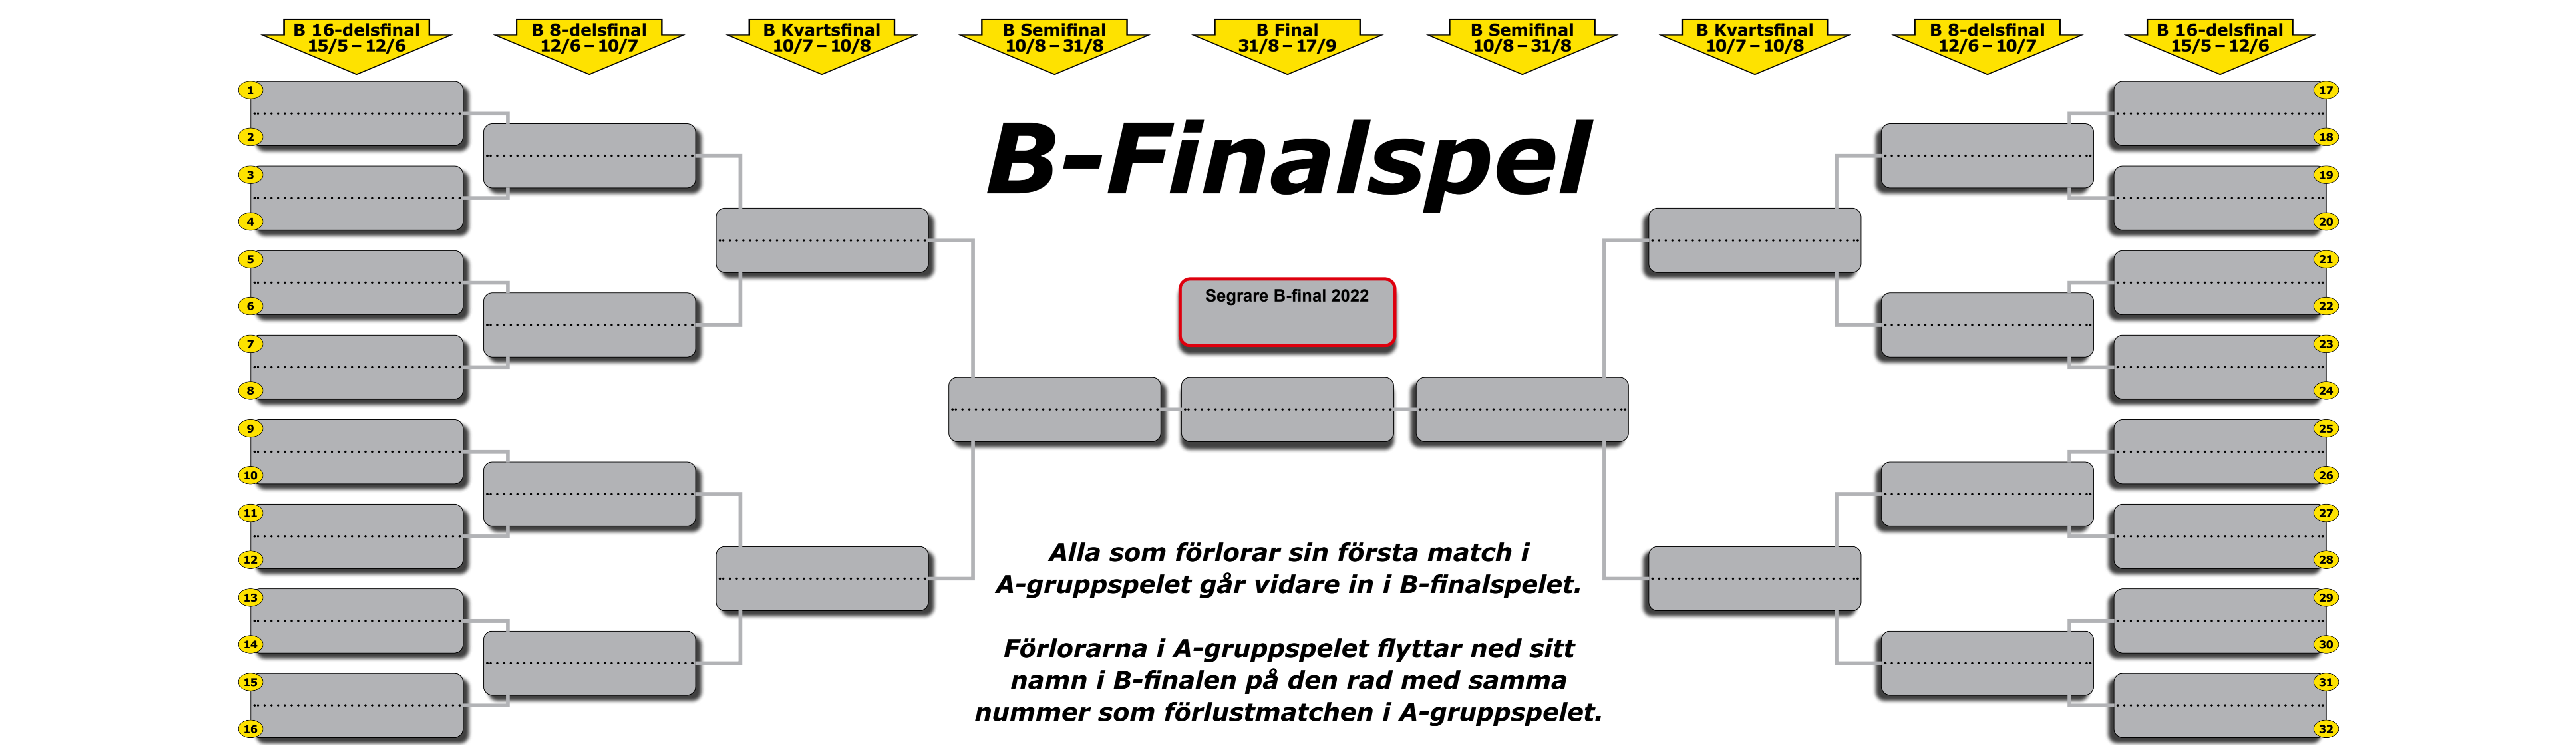 B 16-delsfinal
15/5 – 12/6
B 8-delsfinal
12/6 – 10/7
B Kvartsfinal
10/7 – 10/8
B Semifinal
10/8 – 31/8
B Final
31/8 – 17/9
B Semifinal
10/8 – 31/8
B Kvartsfinal
10/7 – 10/8
B 8-delsfinal
12/6 – 10/7
B 16-delsfinal
15/5 – 12/6
1
2
3
4
5
6
7
8
9
10
11
12
13
14
15
16
B-Finalspel
Segrare B-final 2022
Alla som förlorar sin första match i
A-gruppspelet går vidare in i B-finalspelet.
Förlorarna i A-gruppspelet flyttar ned sitt
namn i B-finalen på den rad med samma
nummer som förlustmatchen i A-gruppspelet.
17
18
19
20
21
22
23
24
25
26
27
28
29
30
31
32